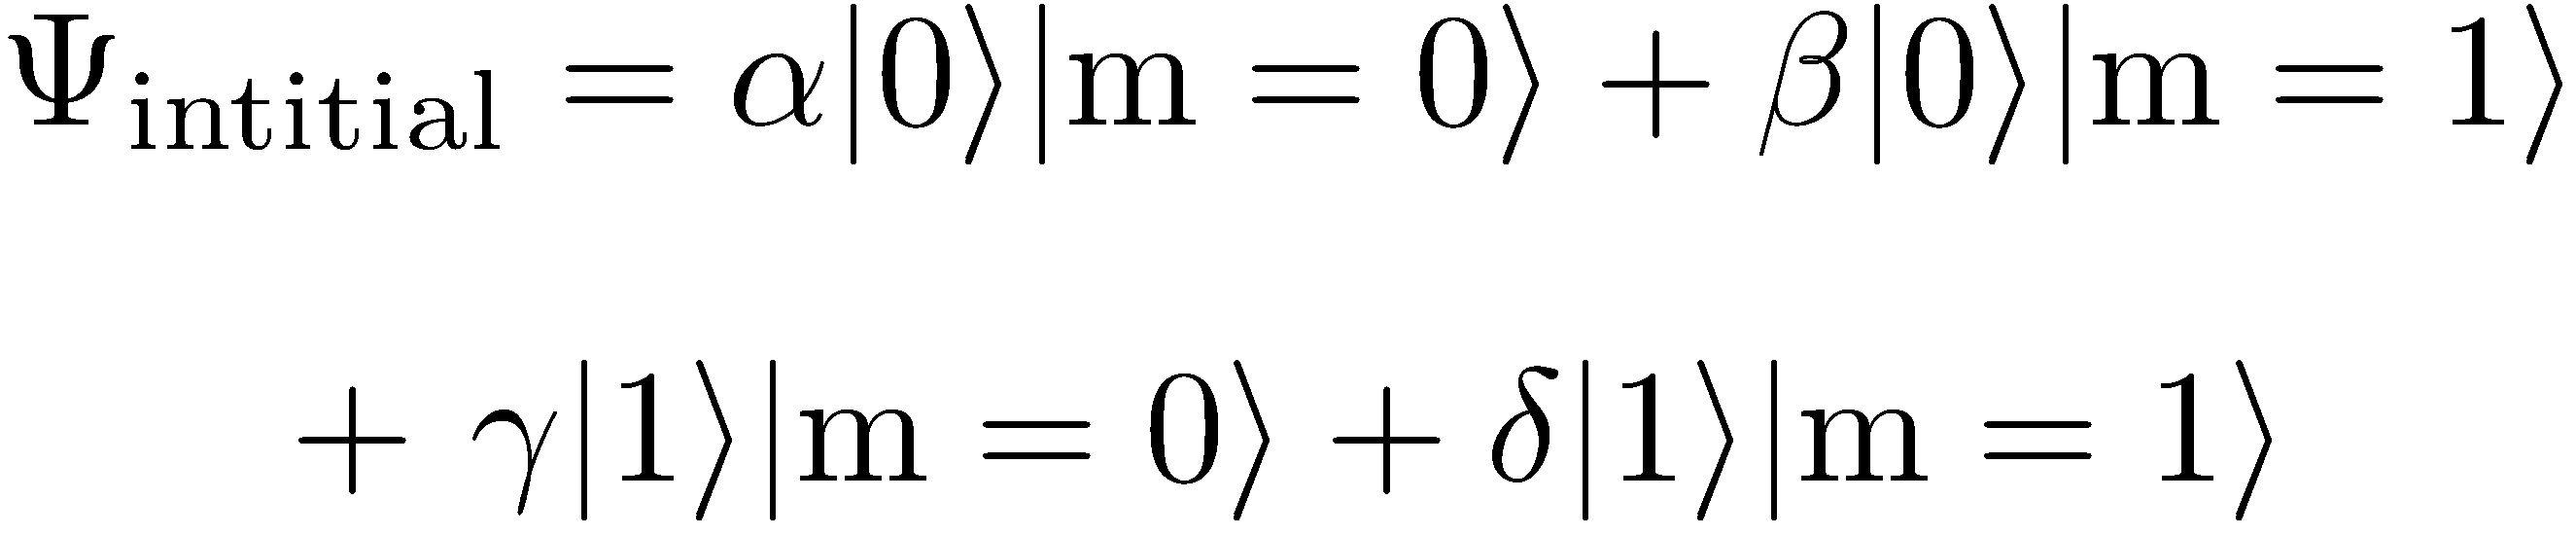 Ψ_intitial = α|0⟩|m = 0⟩ + β|0⟩|m = 1⟩
+ γ|1⟩|m = 0⟩ + δ|1⟩|m = 1⟩